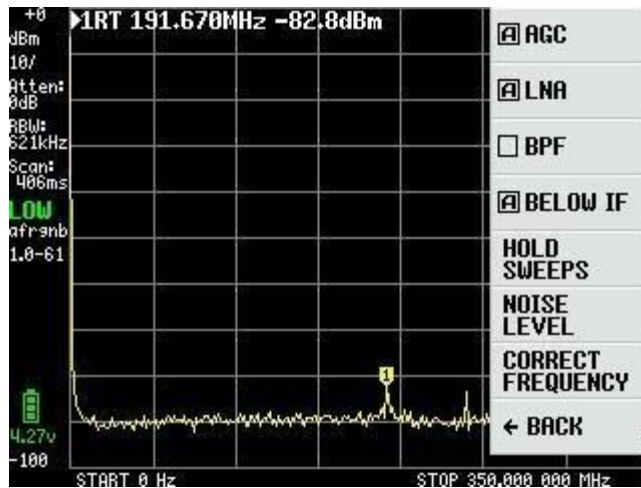 +0
dBm
10/
Atten:
0dB
RBW:
621kHz
Scan:
406ms
LOW
afrgnb
1.0-61
4.27v
-100
1RT 191.670MHz -82.8dBm
1
START 0 Hz
STOP 350.000 000 MHz
A AGC
A LNA
BPF
A BELOW IF
HOLD
SWEEPS
NOISE
LEVEL
CORRECT
FREQUENCY
← BACK